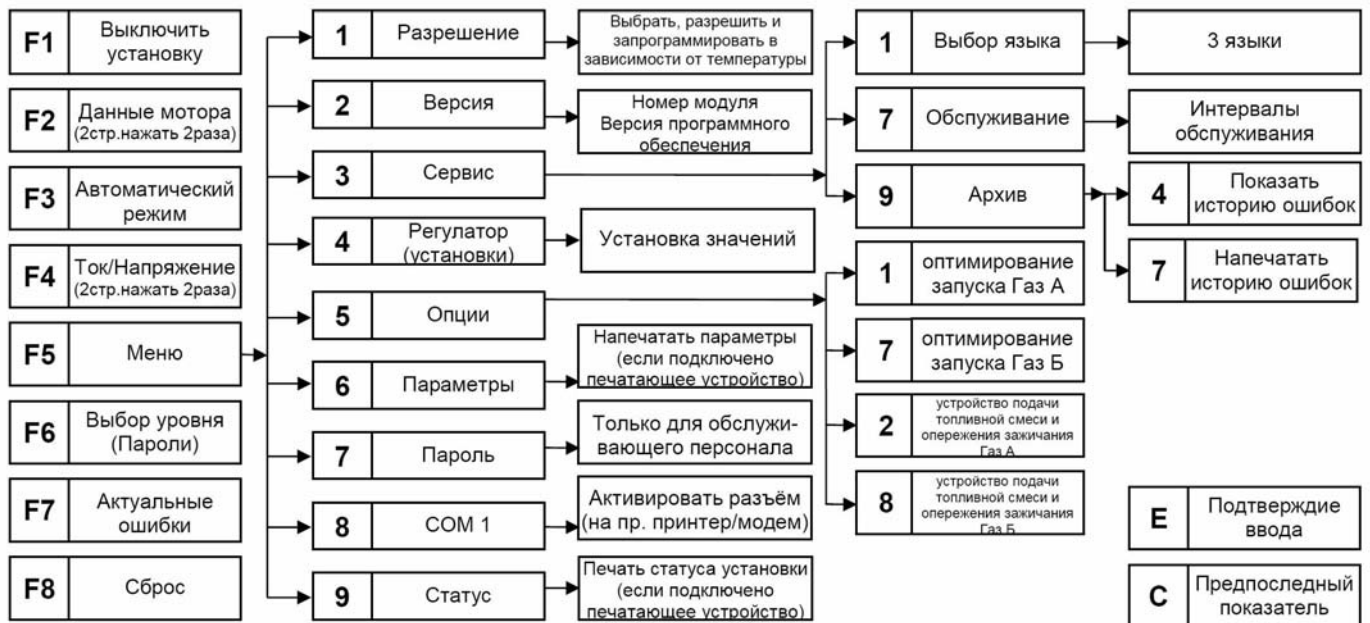 F1
Выключить
установку
F2
Данные мотора
(2стр.нажать 2раза)
F3
Автоматический
режим
F4
Ток/Напряжение
(2стр.нажать 2раза)
F5
Меню
F6
Выбор уровня
(Пароли)
F7
Актуальные
ошибки
F8
Сброс
1
Разрешение
Выбрать, разрешить и
запрограммировать в
зависимости от температуры
2
Версия
Номер модуля
Версия программного
обеспечения
3
Сервис
4
Регулятор
(установки)
Установка значений
5
Опции
6
Параметры
Напечатать параметры
(если подключено
печатающее устройство)
7
Пароль
Только для обслужи-
вающего персонала
8
COM 1
Активировать разъём
(на пр. принтер/модем)
9
Статус
Печать статуса установки
(если подключено
печатающее устройство)
1
Выбор языка
3 языки
7
Обспуживание
Интервалы
обспуживания
9
Архив
4
Показать
историю ошибок
7
Напечатать
историю ошибок
1
оптимирование
запуска Газ А
7
оптимирование
запуска Газ Б
2
устройство подачи
топливной смеси и
опережения зажичания
Газ А
8
устройство подачи
топливной смеси и
опережения зажичания
Газ Б
E
Подтверждие
ввода
C
Предпоследный
показатель